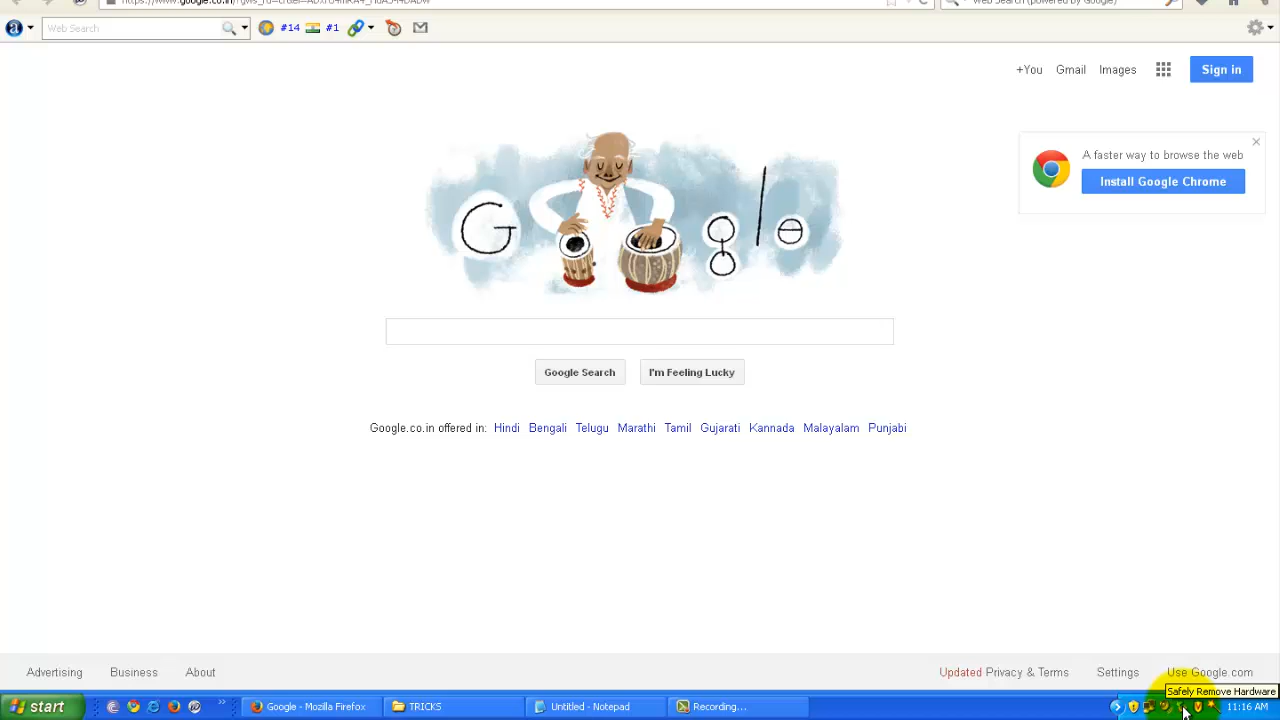 Web Search
#14
#1
+You Gmail Images Sign in
Google
A faster way to browse the web
Install Google Chrome
Google Search
I'm Feeling Lucky
Google.co.in offered in: Hindi Bengali Telugu Marathi Tamil Gujarati Kannada Malayalam Punjabi
Advertising Business About
Updated Privacy & Terms Settings Use Google.com
Safely Remove Hardware
start
Google - Mozilla Firefox
TRICKS
Untitled - Notepad
Recording...
11:16 AM